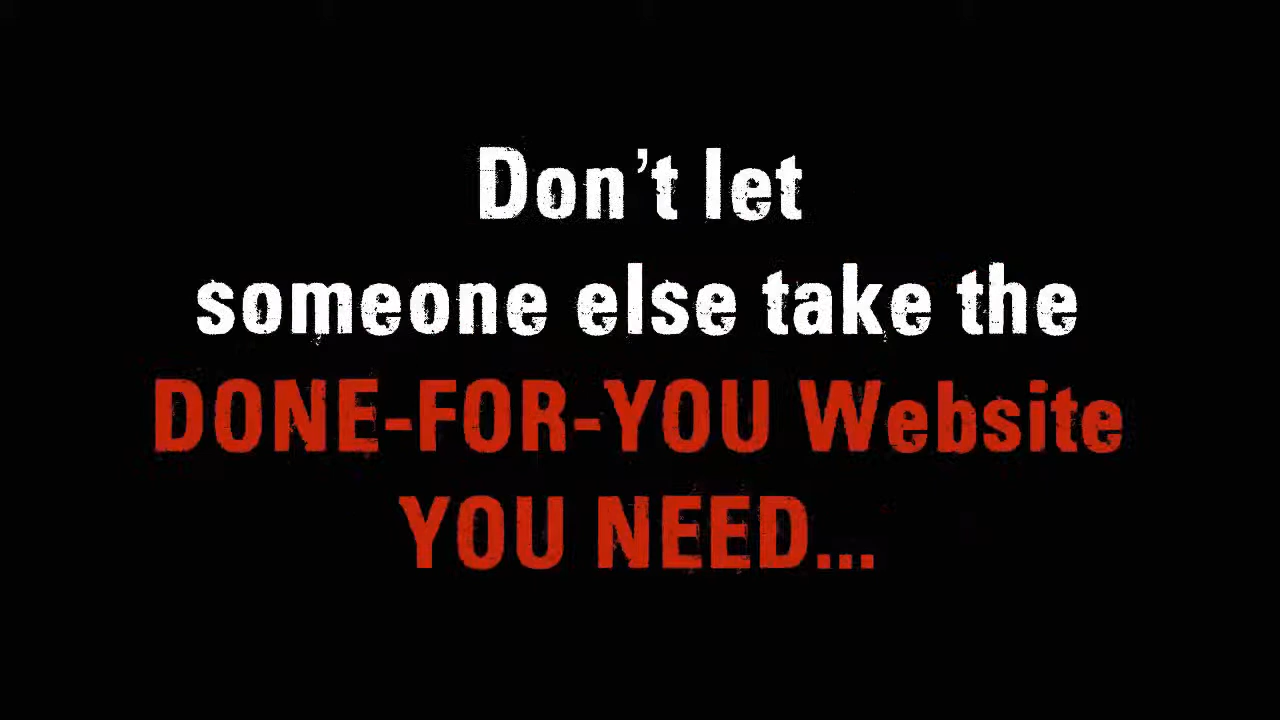 Don’t let
someone else take the
DONE-FOR-YOU Website
YOU NEED...